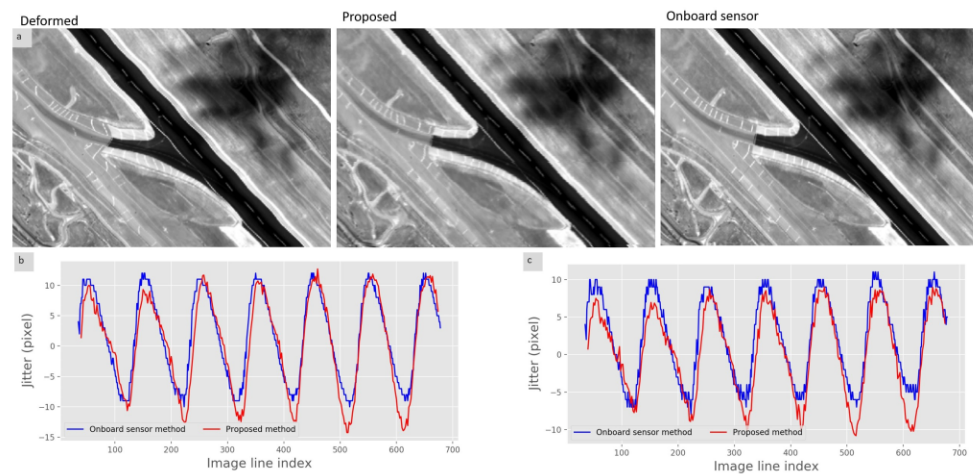 Deformed
Proposed
Onboard sensor
a
b
c
10
5
0
−5
−10
−15
Jitter (pixel)
Onboard sensor method
Proposed method
100
200
300
400
500
600
700
Image line index
10
5
0
−5
−10
Jitter (pixel)
Onboard sensor method
Proposed method
100
200
300
400
500
600
700
Image line index